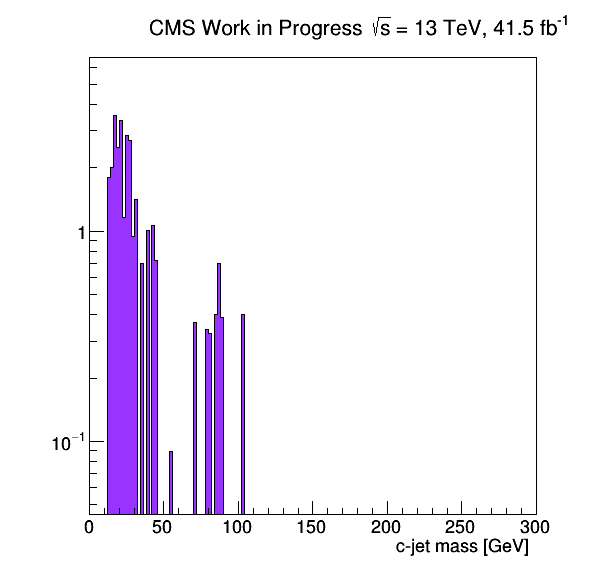 CMS Work in Progress √s = 13 TeV, 41.5 fb⁻¹
1
10⁻¹
0 50 100 150 200 250 300
c-jet mass [GeV]